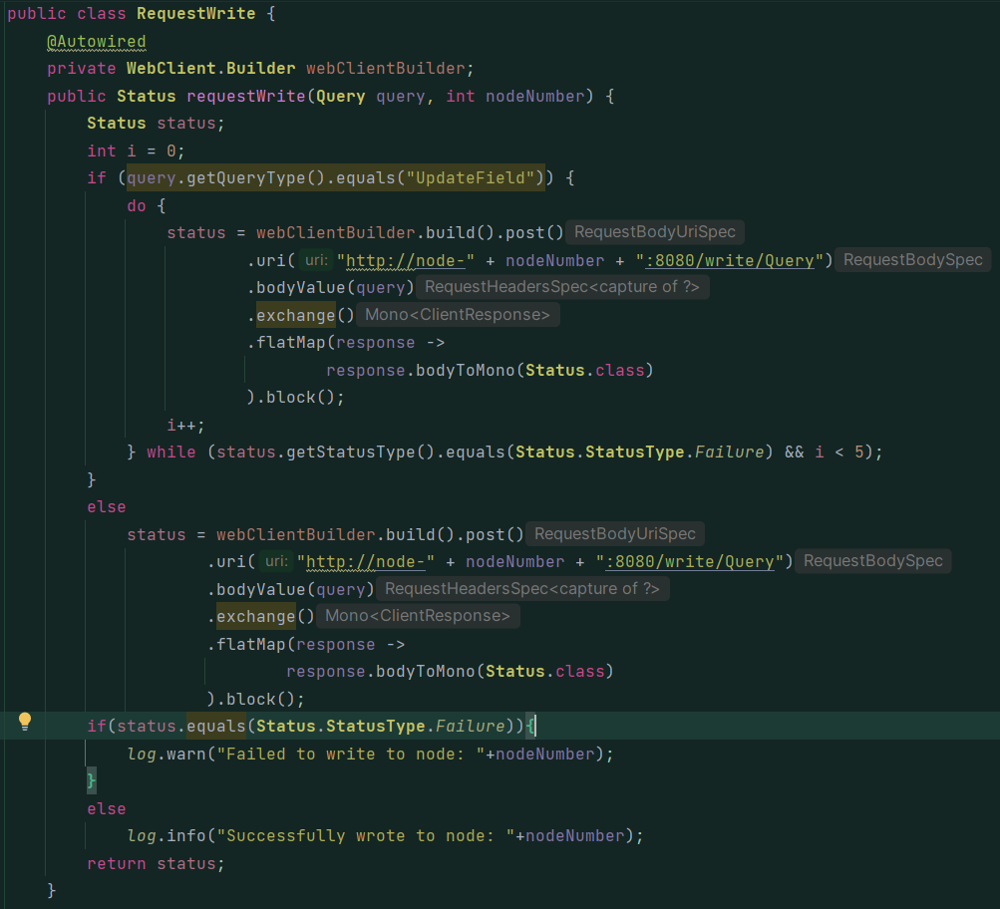 public class RequestWrite {
@Autowired
private WebClient.Builder webClientBuilder;
public Status requestWrite(Query query, int nodeNumber) {
Status status;
int i = 0;
if (query.getQueryType().equals("UpdateField")) {
do {
status = webClientBuilder.build().post() RequestBodyUriSpec
.uri( uri: "http://node-" + nodeNumber + ":8080/write/Query") RequestBodySpec
.bodyValue(query) RequestHeadersSpec<capture of ?>
.exchange() Mono<ClientResponse>
.flatMap(response ->
response.bodyToMono(Status.class)
).block();
i++;
} while (status.getStatusType().equals(Status.StatusType.Failure) && i < 5);
}
else
status = webClientBuilder.build().post() RequestBodyUriSpec
.uri( uri: "http://node-" + nodeNumber + ":8080/write/Query") RequestBodySpec
.bodyValue(query) RequestHeadersSpec<capture of ?>
.exchange() Mono<ClientResponse>
.flatMap(response ->
response.bodyToMono(Status.class)
).block();
if(status.equals(Status.StatusType.Failure)){
log.warn("Failed to write to node: "+nodeNumber);
}
else
log.info("Successfully wrote to node: "+nodeNumber);
return status;
}